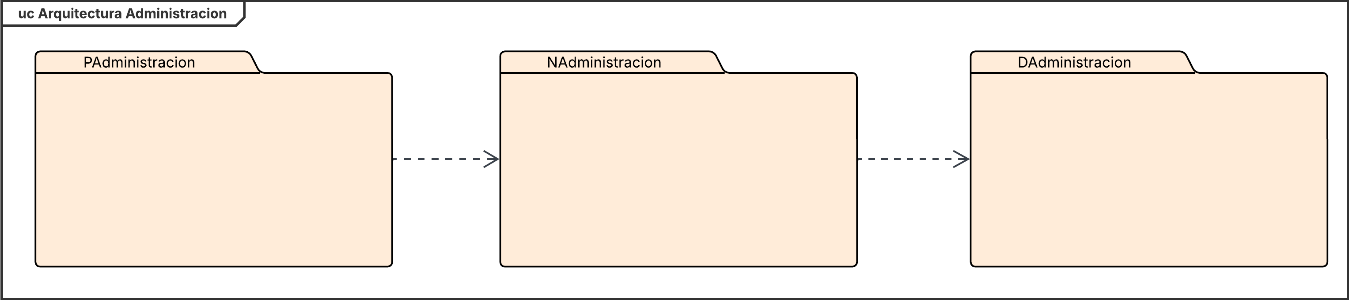 uc Arquitectura Administracion
PAdministracion
NAdministracion
DAdministracion